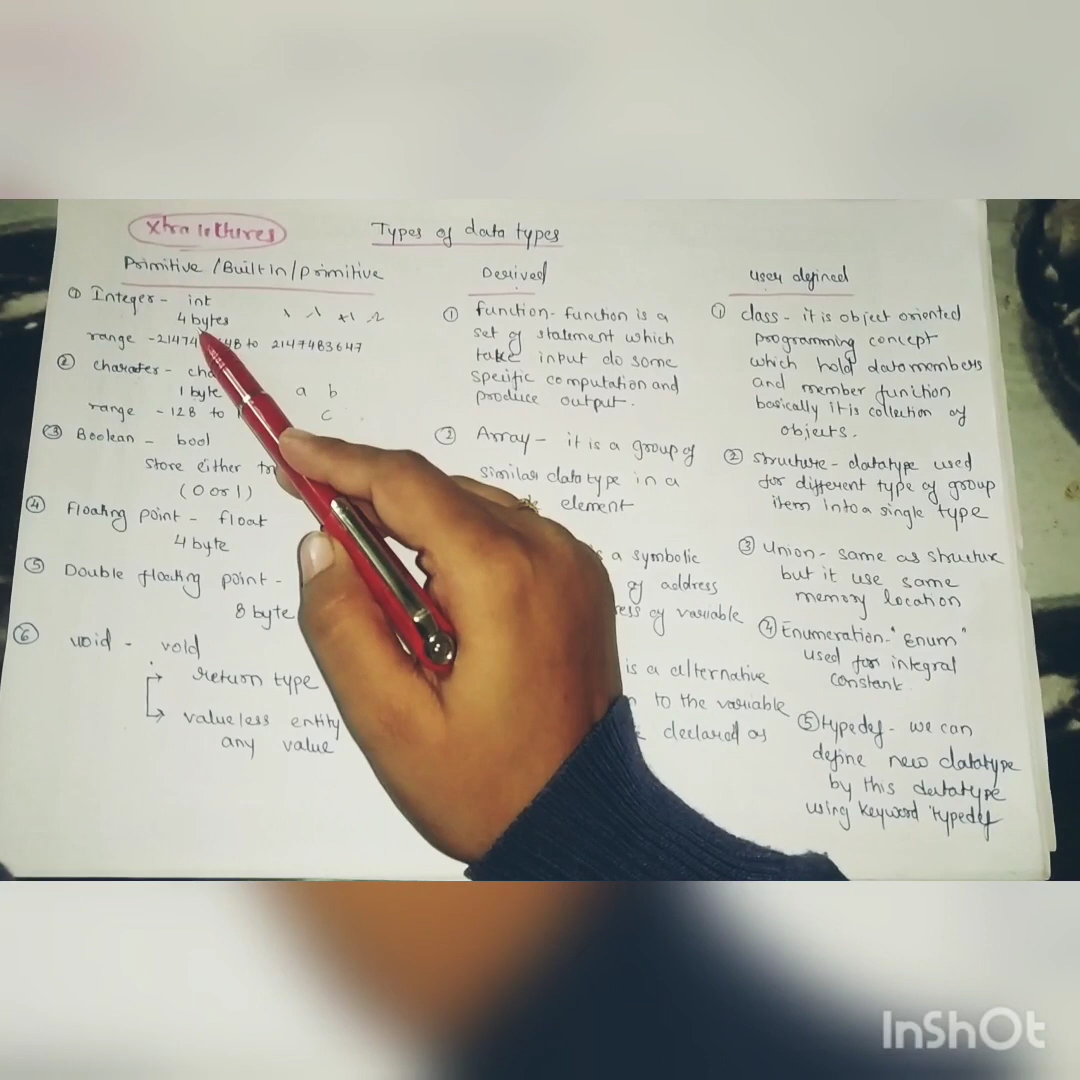 Xtra lectures
Types of data types
Primitive / Built In / primitive
① Integer - int
4 bytes
range - 2147483647
② character -
1 byte
a b
c
range -128 to
③ Boolean - bool
store either
(0 or 1)
④ Floating point - float
4 byte
⑤ Double floating point -
8 byte
⑥ void - void
return type
valueless entity
any value
Derived
① function - function is a
set of statement which
take input do some
specific computation and
produce output.
② Array - it is a group of
similar data type in a
element
a symbolic
of address
of variable
is a alternative
to the variable
declared as
user defined
① class - it is object oriented
programming concept
which hold datamembers
and member function
basically it is collection of
objects.
② structure - datatype used
for different type of group
item into a single type
③ Union - same as structure
but it use same
memory location
④ Enumeration - "Enum"
used for integral
constant.
⑤ typedef - we can
define new datatype
by this datatype
using keyword 'typedef
InShOt